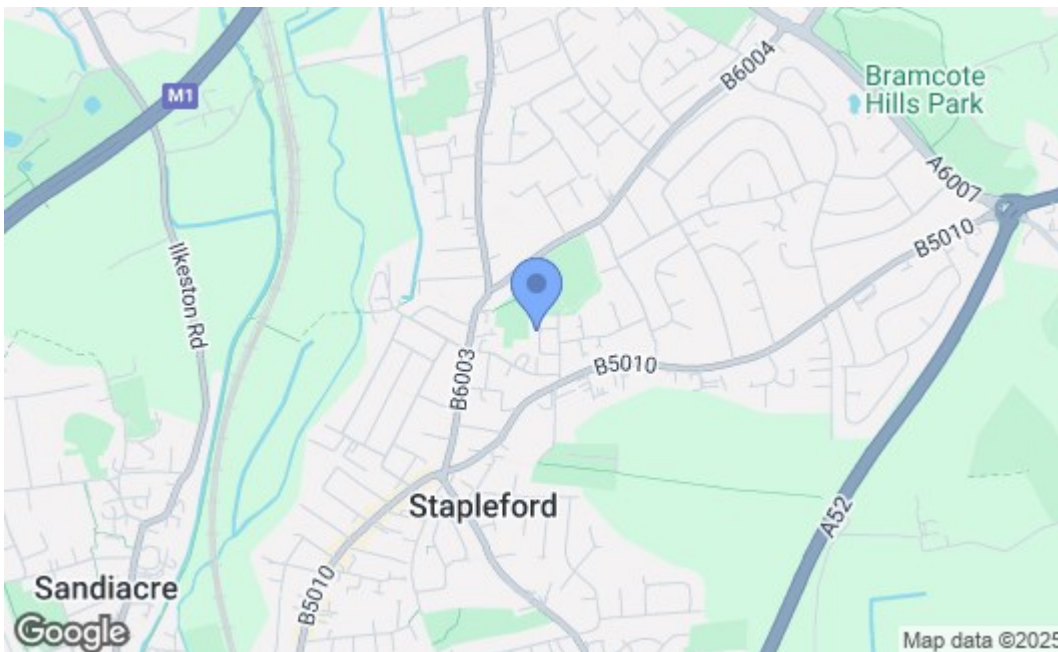 M1
B6004
Bramcote
Hills Park
A6007
B5010
Ilkeston Rd
B6003
B5010
Stapleford
A52
B5010
Sandiacre
Google
Map data ©2025